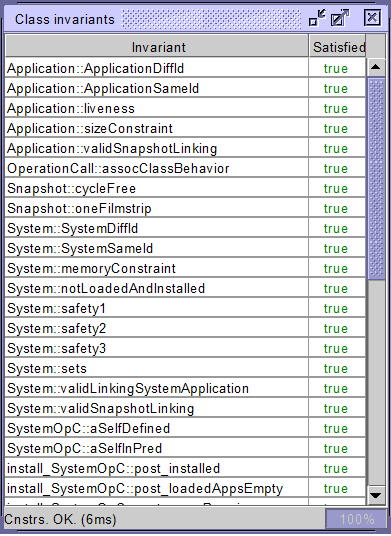 Class invariants
Invariant Satisfied
Application::ApplicationDiffId true
Application::ApplicationSameId true
Application::liveness true
Application::sizeConstraint true
Application::validSnapshotLinking true
OperationCall::assocClassBehavior true
Snapshot::cycleFree true
Snapshot::oneFilmstrip true
System::SystemDiffId true
System::SystemSameId true
System::memoryConstraint true
System::notLoadedAndInstalled true
System::safety1 true
System::safety2 true
System::safety3 true
System::sets true
System::validLinkingSystemApplication true
System::validSnapshotLinking true
SystemOpC::aSelfDefined true
SystemOpC::aSelfInPred true
install_SystemOpC::post_installed true
install_SystemOpC::post_loadedAppsEmpty true
Cnstrs. OK. (6ms) 100%